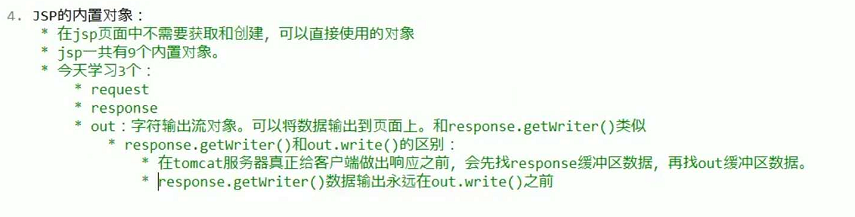 4. JSP的内置对象：
* 在jsp页面中不需要获取和创建，可以直接使用的对象
* jsp一共有9个内置对象。
* 今天学习3个：
* request
* response
* out：字符输出流对象。可以将数据输出到页面上。和response.getWriter()类似
* response.getWriter()和out.write()的区别：
* 在tomcat服务器真正给客户端做出响应之前，会先找response缓冲区数据，再找out缓冲区数据。
* response.getWriter()数据输出永远在out.write()之前